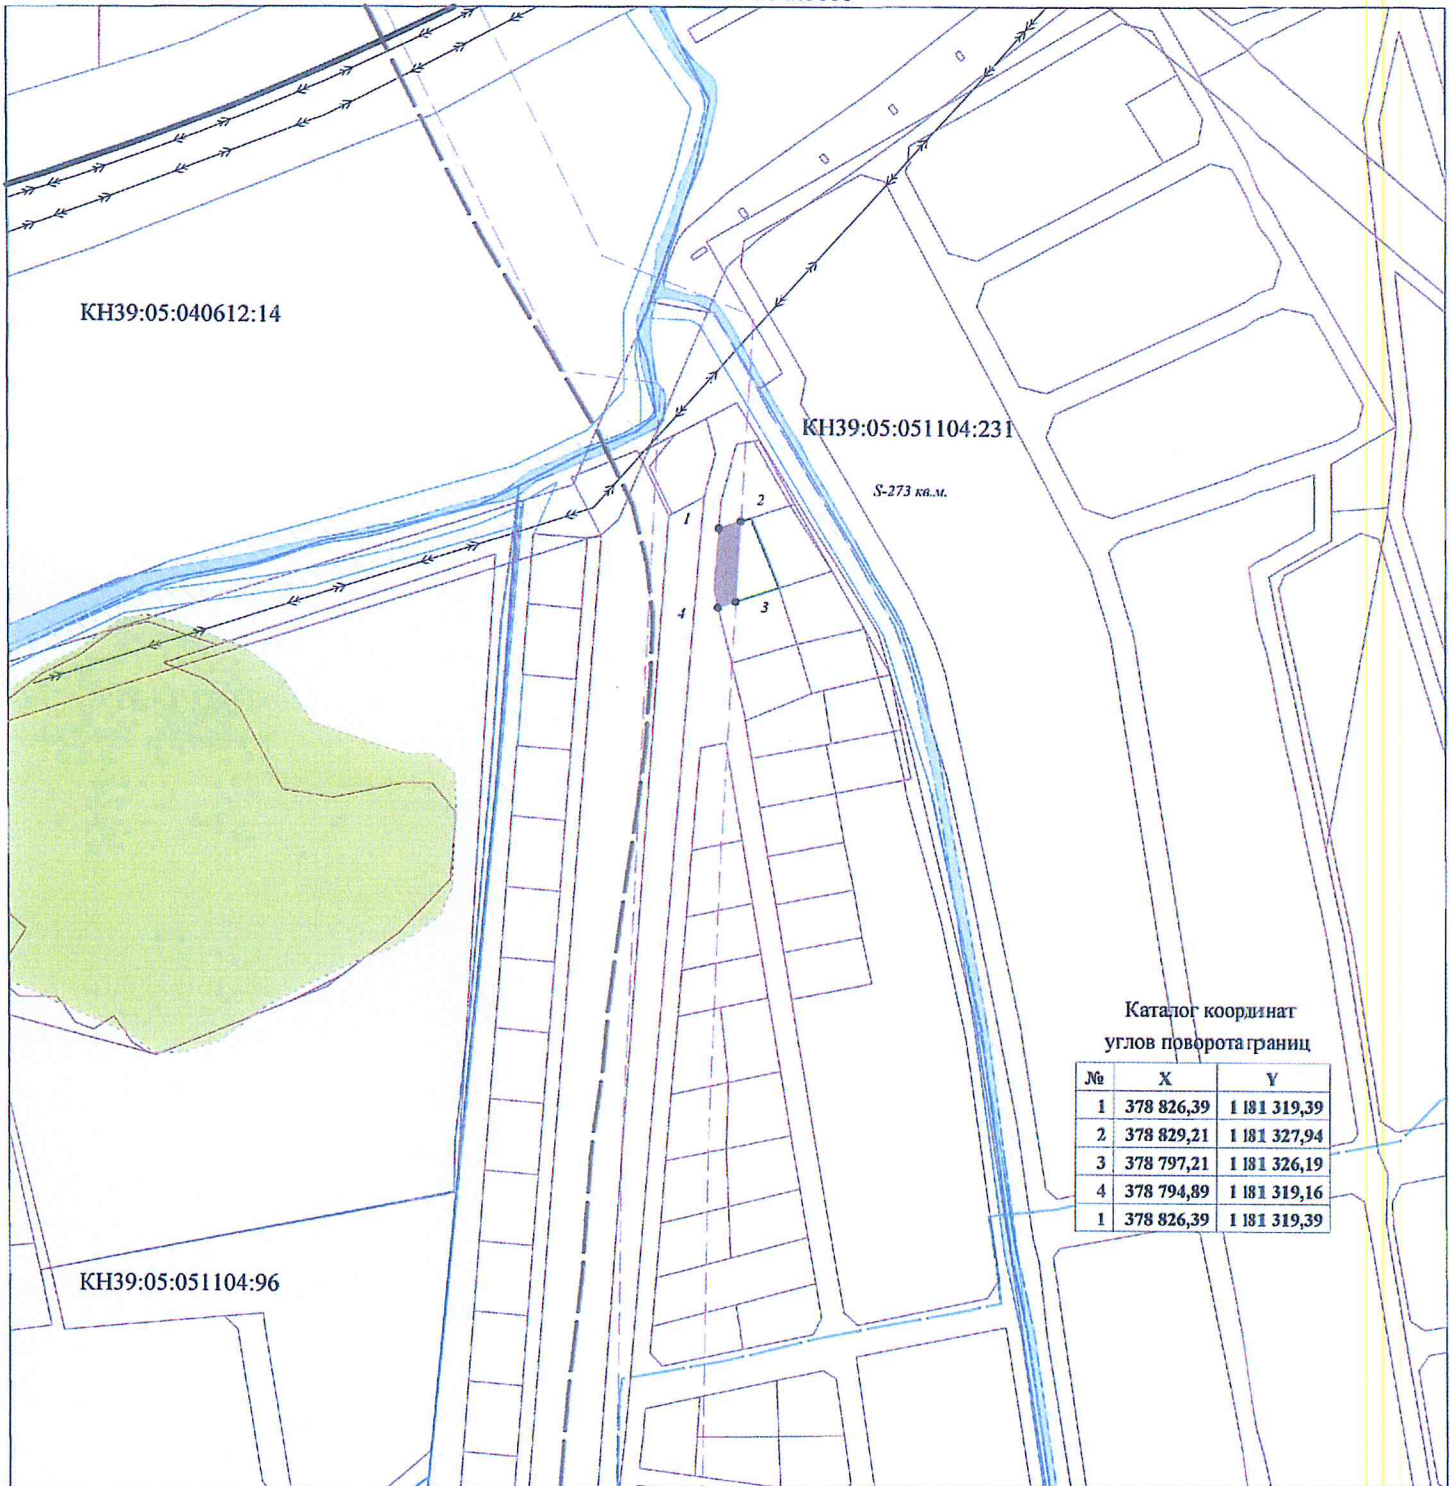 КН39:05:040612:14
КН39:05:051104:231
S-273 кв.м.
1
2
3
4
Каталог координат
углов поворота границ
№ X Y
1 378 826,39 1 181 319,39
2 378 829,21 1 181 327,94
3 378 797,21 1 181 326,19
4 378 794,89 1 181 319,16
1 378 826,39 1 181 319,39
КН39:05:051104:96